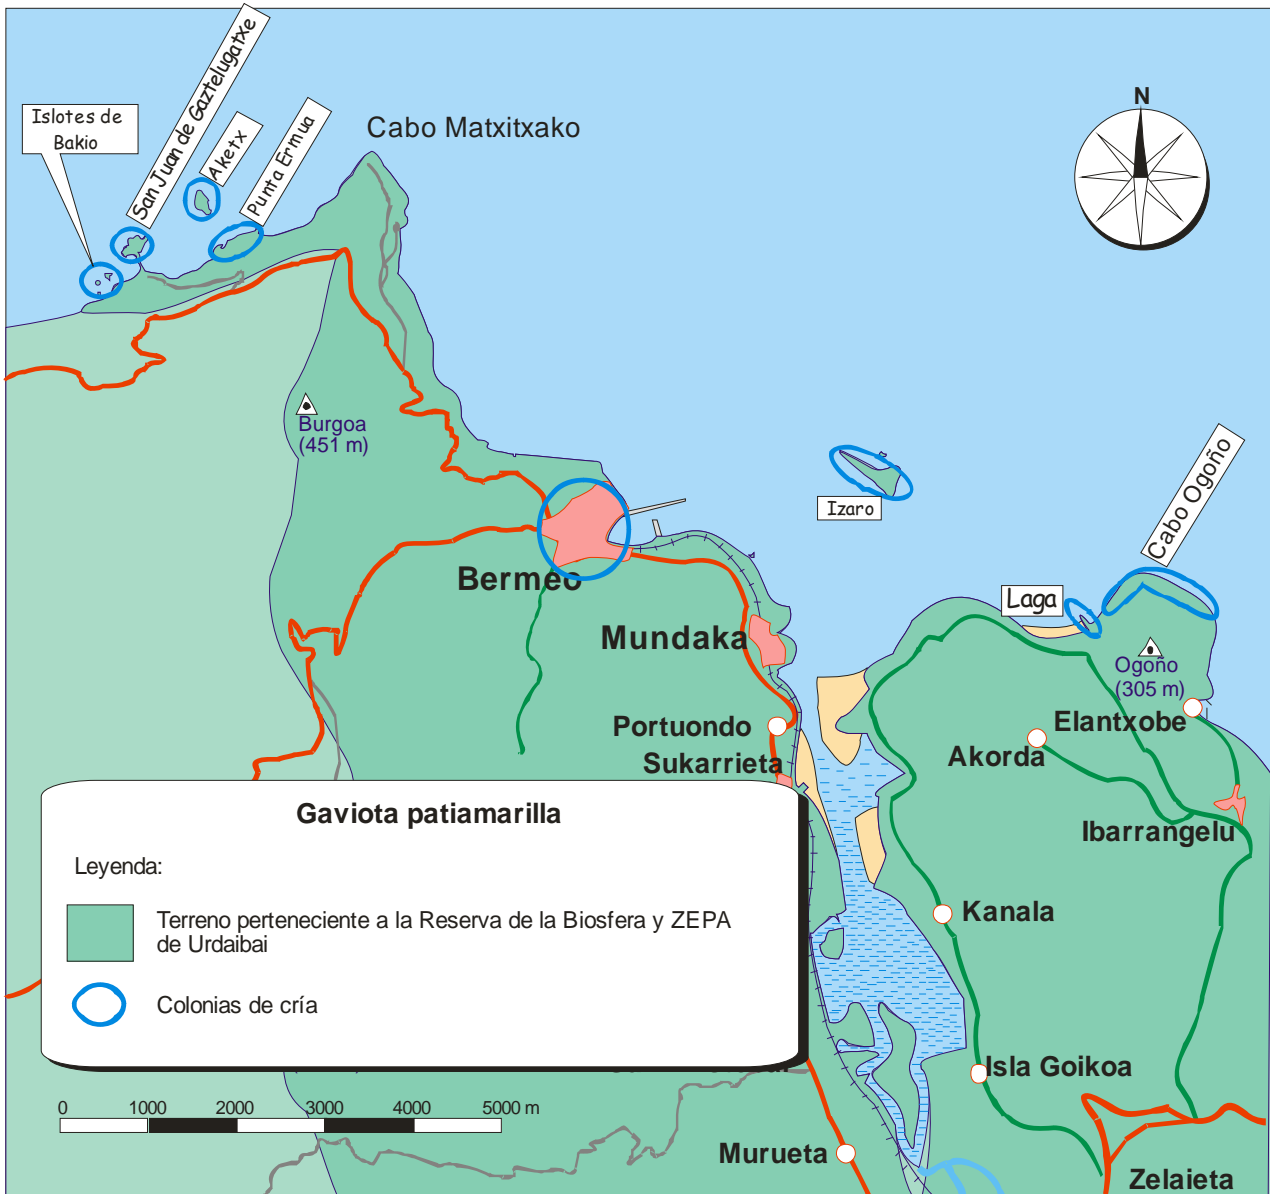 Islotes de
Bakio
San Juan de Gaztelugatxe
Aketx
Punta Ermua
Cabo Matxitxako
N
Burgoa
(451 m)
Izaro
Cabo Ogoño
Laga
Bermeo
Mundaka
Ogoño
(305 m)
Elantxobe
Portuondo
Akorda
Sukarrieta
Ibarrangelu
Gaviota patiamarilla
Leyenda:
Terreno perteneciente a la Reserva de la Biosfera y ZEPA
de Urdaibai
Colonias de cría
Kanala
Isla Goikoa
0 1000 2000 3000 4000 5000 m
Murueta
Zelaieta